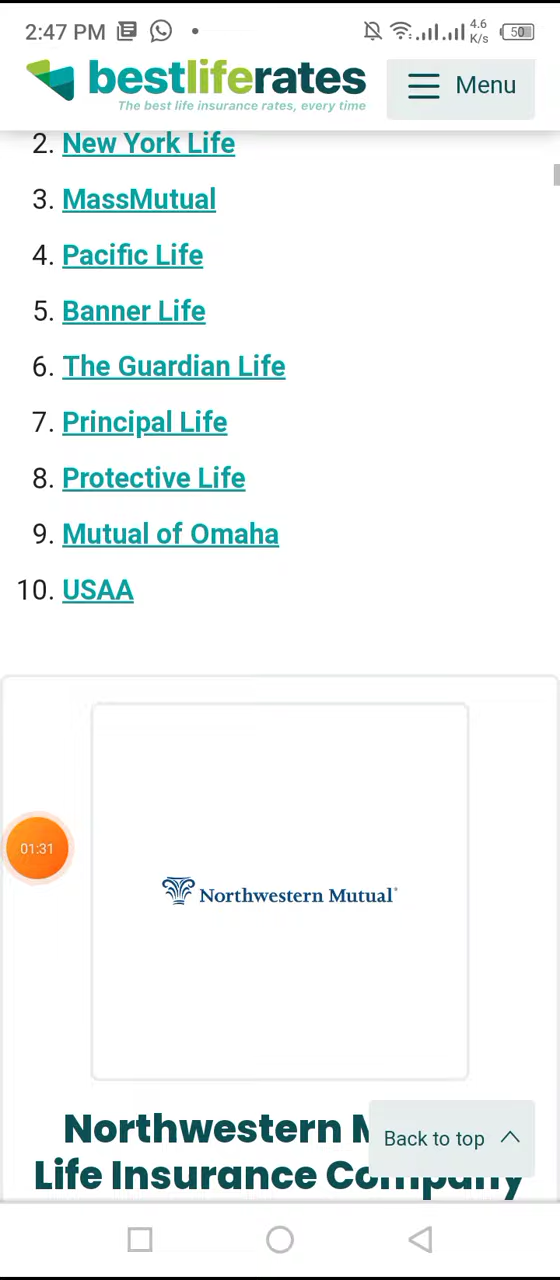 2:47 PM 4.6 K/s 50
bestliferates
The best life insurance rates, every time
Menu
2. New York Life
3. MassMutual
4. Pacific Life
5. Banner Life
6. The Guardian Life
7. Principal Life
8. Protective Life
9. Mutual of Omaha
10. USAA
01:31
Northwestern Mutual
Northwestern M
Back to top
Life Insurance Company